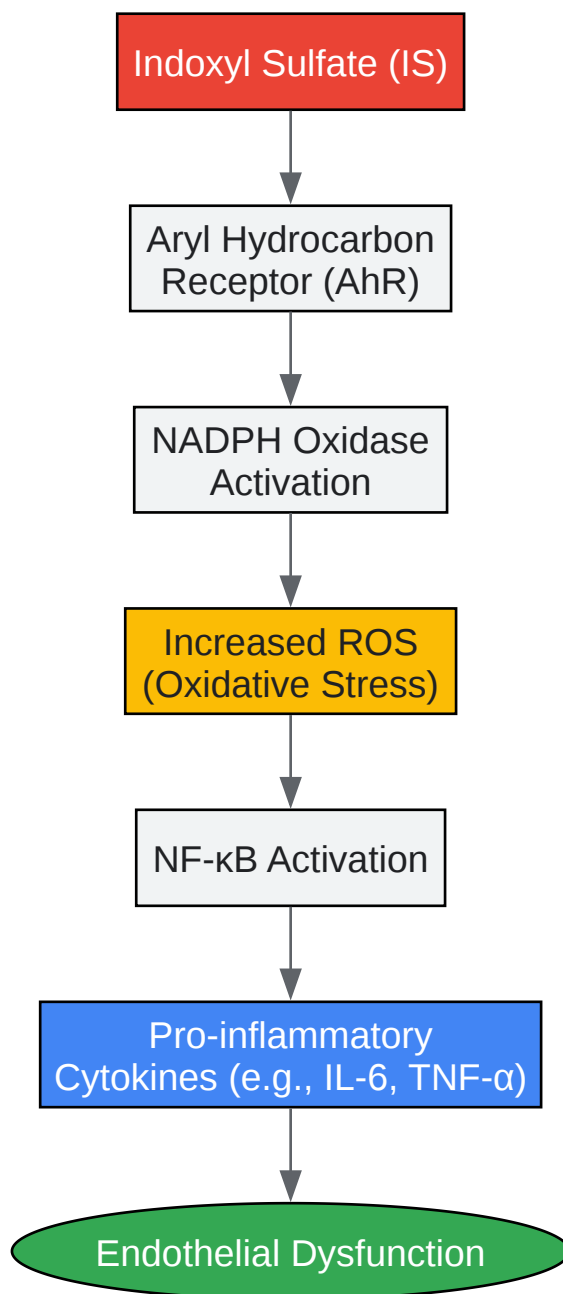 Indoxyl Sulfate (IS)
Aryl Hydrocarbon
Receptor (AhR)
NADPH Oxidase
Activation
Increased ROS
(Oxidative Stress)
NF-κB Activation
Pro-inflammatory
Cytokines (e.g., IL-6, TNF-α)
Endothelial Dysfunction